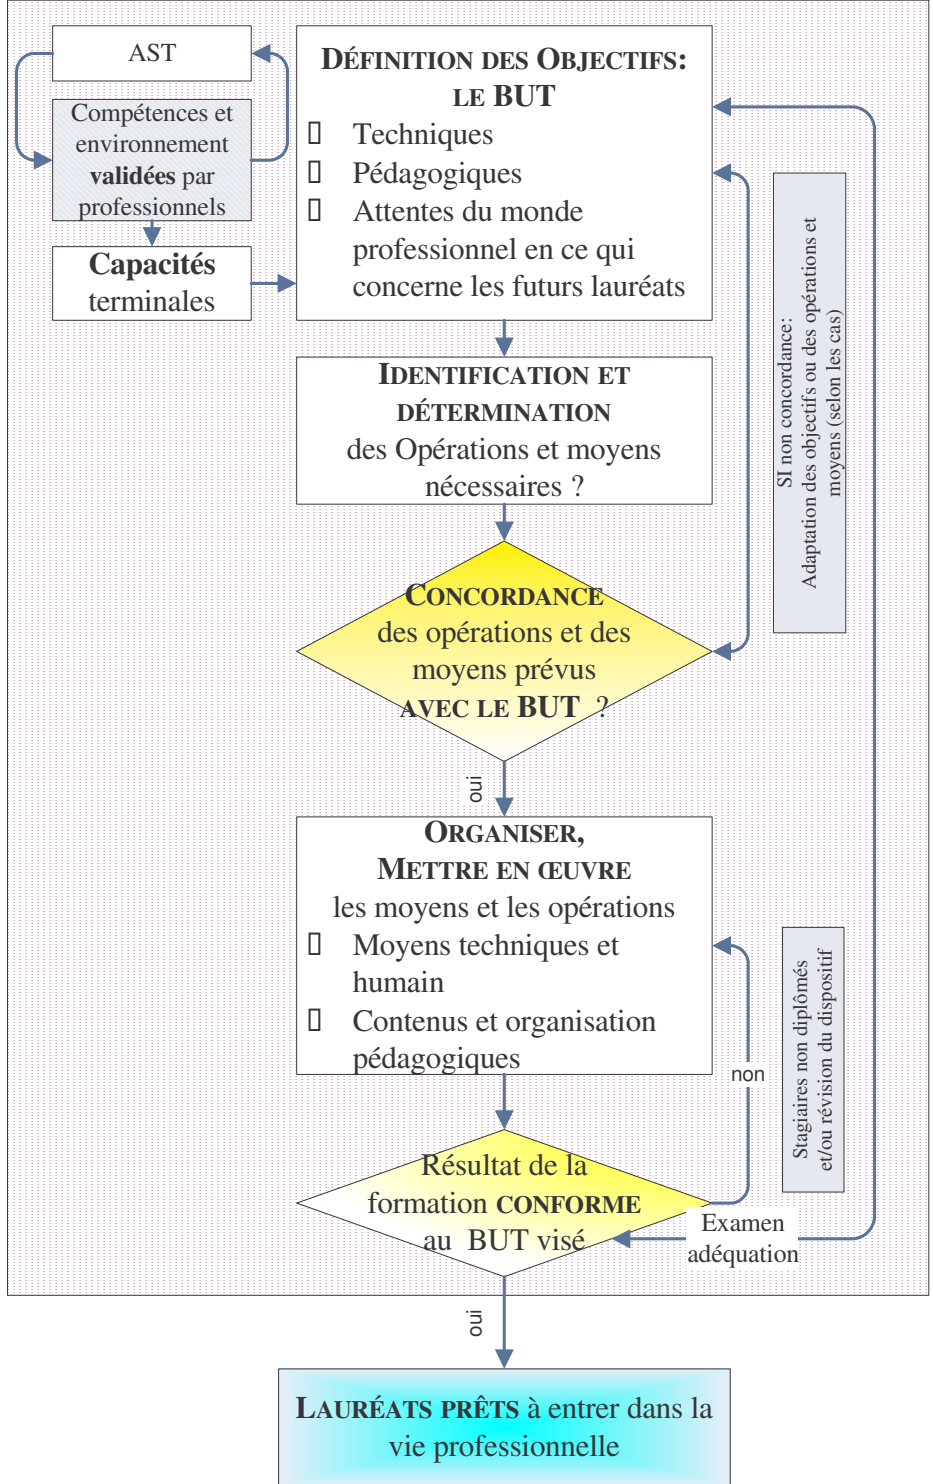 AST
Compétences et
environnement
validées par
professionnels
Capacités
terminales
DÉFINITION DES OBJECTIFS:
LE BUT
▯ Techniques
▯ Pédagogiques
▯ Attentes du monde
professionnel en ce qui
concerne les futurs lauréats
IDENTIFICATION ET
DÉTERMINATION
des Opérations et moyens
nécessaires ?
SI non concordance:
Adaptation des objectifs ou des opérations et
moyens (selon les cas)
CONCORDANCE
des opérations et des
moyens prévus
AVEC LE BUT ?
oui
ORGANISER,
METTRE EN ŒUVRE
les moyens et les opérations
▯ Moyens techniques et
humain
▯ Contenus et organisation
pédagogiques
non
Stagiaires non diplômés
et/ou révision du dispositif
Résultat de la
formation CONFORME
au BUT visé
Examen
adéquation
oui
LAURÉATS PRÊTS à entrer dans la
vie professionnelle